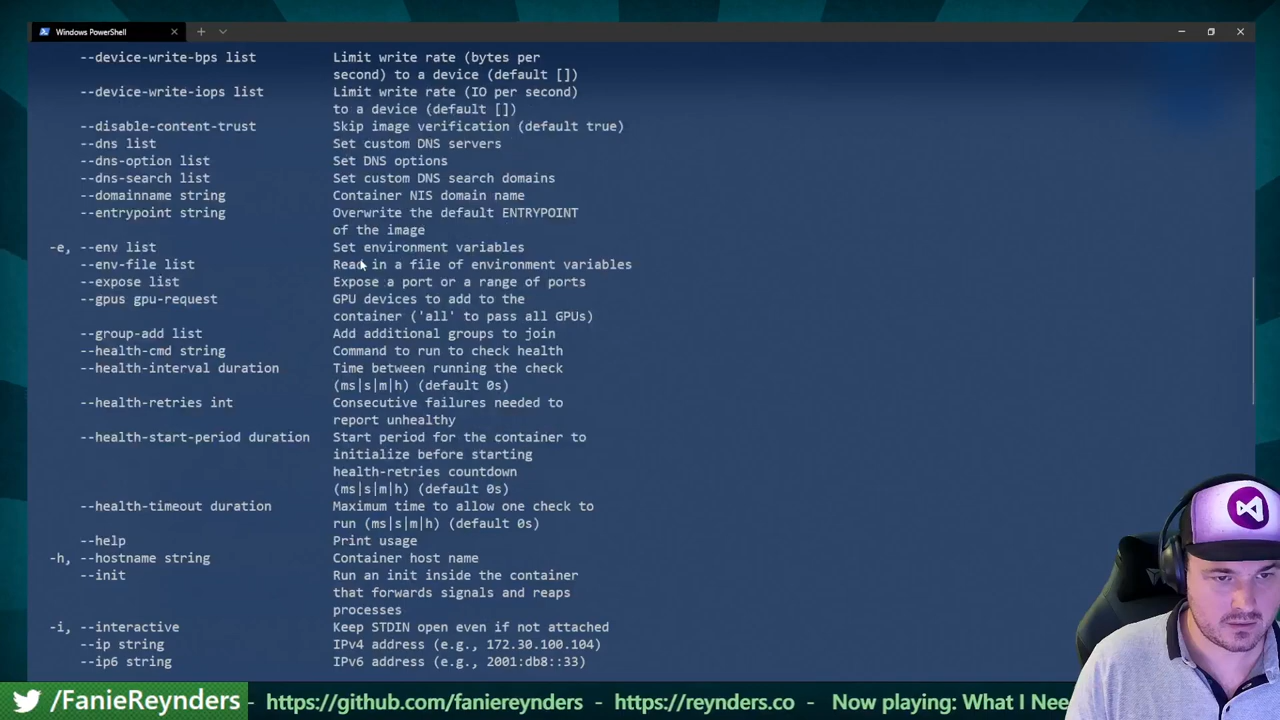 Windows PowerShell
--device-write-bps list Limit write rate (bytes per
second) to a device (default [])
--device-write-iops list Limit write rate (IO per second)
to a device (default [])
--disable-content-trust Skip image verification (default true)
--dns list Set custom DNS servers
--dns-option list Set DNS options
--dns-search list Set custom DNS search domains
--domainname string Container NIS domain name
--entrypoint string Overwrite the default ENTRYPOINT
of the image
-e, --env list Set environment variables
--env-file list Read in a file of environment variables
--expose list Expose a port or a range of ports
--gpus gpu-request GPU devices to add to the
container ('all' to pass all GPUs)
--group-add list Add additional groups to join
--health-cmd string Command to run to check health
--health-interval duration Time between running the check
(ms|s|m|h) (default 0s)
--health-retries int Consecutive failures needed to
report unhealthy
--health-start-period duration Start period for the container to
initialize before starting
health-retries countdown
(ms|s|m|h) (default 0s)
--health-timeout duration Maximum time to allow one check to
run (ms|s|m|h) (default 0s)
--help Print usage
-h, --hostname string Container host name
--init Run an init inside the container
that forwards signals and reaps
processes
-i, --interactive Keep STDIN open even if not attached
--ip string IPv4 address (e.g., 172.30.100.104)
--ip6 string IPv6 address (e.g., 2001:db8::33)
/FanieReynders - https://github.com/faniereynders - https://reynders.co - Now playing: What I Nee